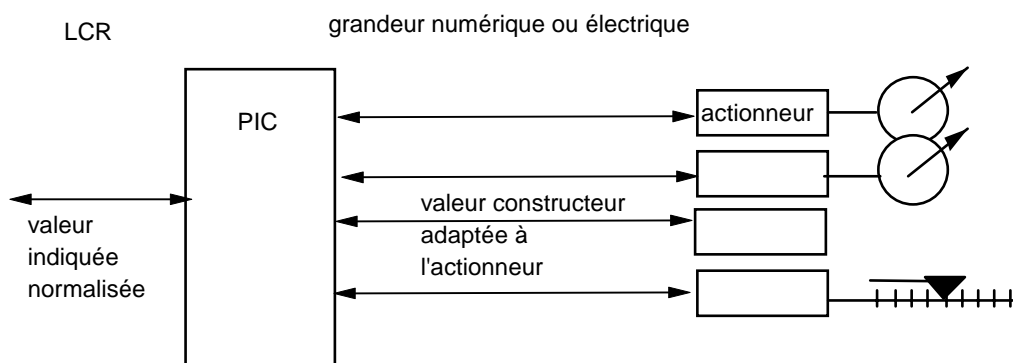 LCR
grandeur numérique ou électrique
PIC
actionneur
valeur
indiquée
normalisée
valeur constructeur
adaptée à
l'actionneur